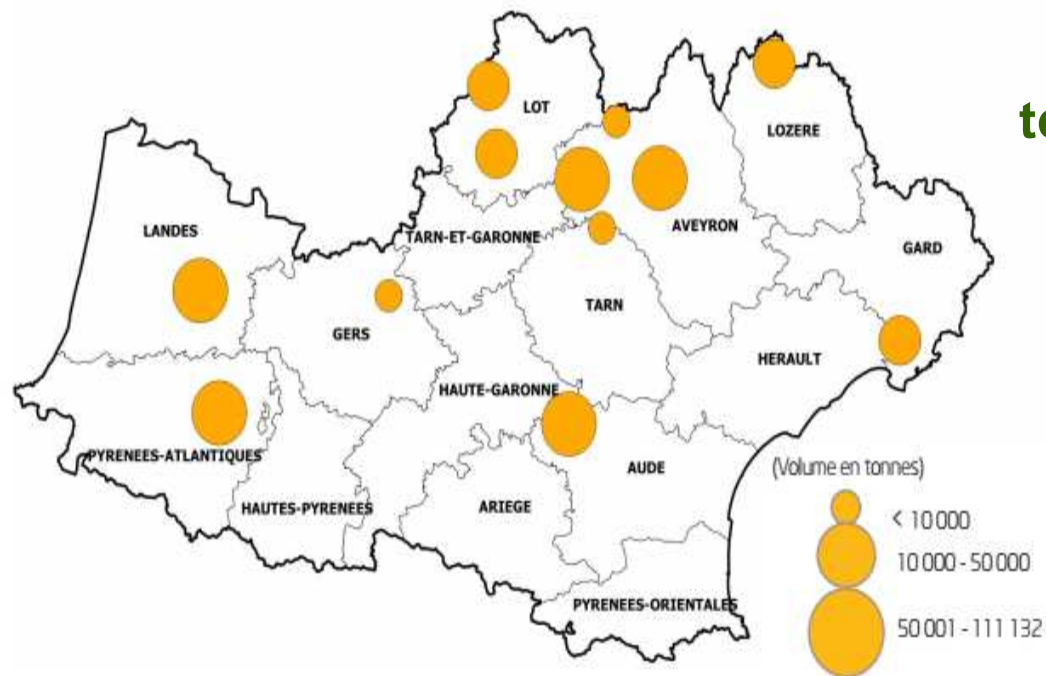 LOT
LOZERE
te
LANDES
TARN-ET-GARONNE
AVEYRON
GARD
TARN
GERS
HERAULT
HAUTE-GARONNE
PYRENEES-ATLANTIQUES
AUDE
(Volume en tonnes)
HAUTES-PYRENEES
ARIEGE
< 10 000
10 000 - 50 000
PYRENEES-ORIENTALES
50 001 - 111 132